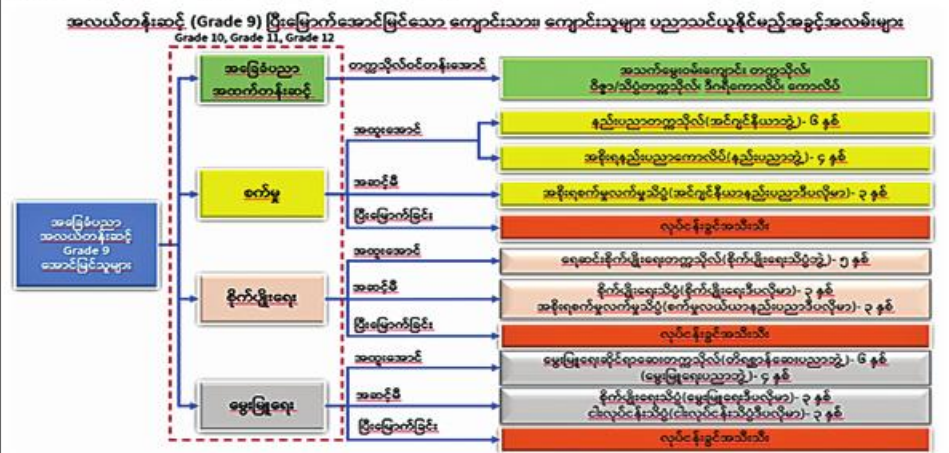 အလယ်တန်းဆင့် (Grade 9) ပြီးမြောက်အောင်မြင်သော ကျောင်းသား၊ ကျောင်းသူများ ပညာသင်ယူနိုင်မည့်အခွင့်အလမ်းများ
Grade 10, Grade 11, Grade 12
အခြေခံပညာ
အလယ်တန်းဆင့်
Grade 9
အောင်မြင်သူများ
အခြေခံပညာ
အထက်တန်းဆင့်
တက္ကသိုလ်ဝင်တန်းအောင်
အသက်မွေးဝမ်းကျောင်း တက္ကသိုလ်၊
ဝိဇ္ဇာ/သိပ္ပံတက္ကသိုလ်၊ ဒီဂရီကောလိပ်၊ ကောလိပ်
စက်မှု
အထူးအောင်
နည်းပညာတက္ကသိုလ်(အင်ဂျင်နီယာဘွဲ့)- ၆ နှစ်
အစိုးရနည်းပညာကောလိပ်(နည်းပညာဘွဲ့)- ၄ နှစ်
အဆင့်မီ
အစိုးရစက်မှုလက်မှုသိပ္ပံ(အင်ဂျင်နီယာနည်းပညာဒီပလိုမာ)- ၃ နှစ်
ပြီးမြောက်ခြင်း
လုပ်ငန်းခွင်အသီးသီး
စိုက်ပျိုးရေး
အထူးအောင်
ရေဆင်းစိုက်ပျိုးရေးတက္ကသိုလ်(စိုက်ပျိုးရေးသိပ္ပံဘွဲ့)- ၅ နှစ်
အဆင့်မီ
စိုက်ပျိုးရေးသိပ္ပံ(စိုက်ပျိုးရေးဒီပလိုမာ)- ၃ နှစ်
အစိုးရစက်မှုလက်မှုသိပ္ပံ(စက်မှုလယ်ယာနည်းပညာဒီပလိုမာ)- ၃ နှစ်
ပြီးမြောက်ခြင်း
လုပ်ငန်းခွင်အသီးသီး
မွေးမြူရေး
အထူးအောင်
မွေးမြူရေးဆိုင်ရာဆေးတက္ကသိုလ်(တိရစ္ဆာန်ဆေးပညာဘွဲ့)- ၆ နှစ်
(မွေးမြူရေးပညာဘွဲ့)- ၄ နှစ်
အဆင့်မီ
စိုက်ပျိုးရေးသိပ္ပံ(မွေးမြူရေးဒီပလိုမာ)- ၃ နှစ်
ငါးလုပ်ငန်းသိပ္ပံ(ငါးလုပ်ငန်းသိပ္ပံဒီပလိုမာ)- ၃ နှစ်
ပြီးမြောက်ခြင်း
လုပ်ငန်းခွင်အသီးသီး